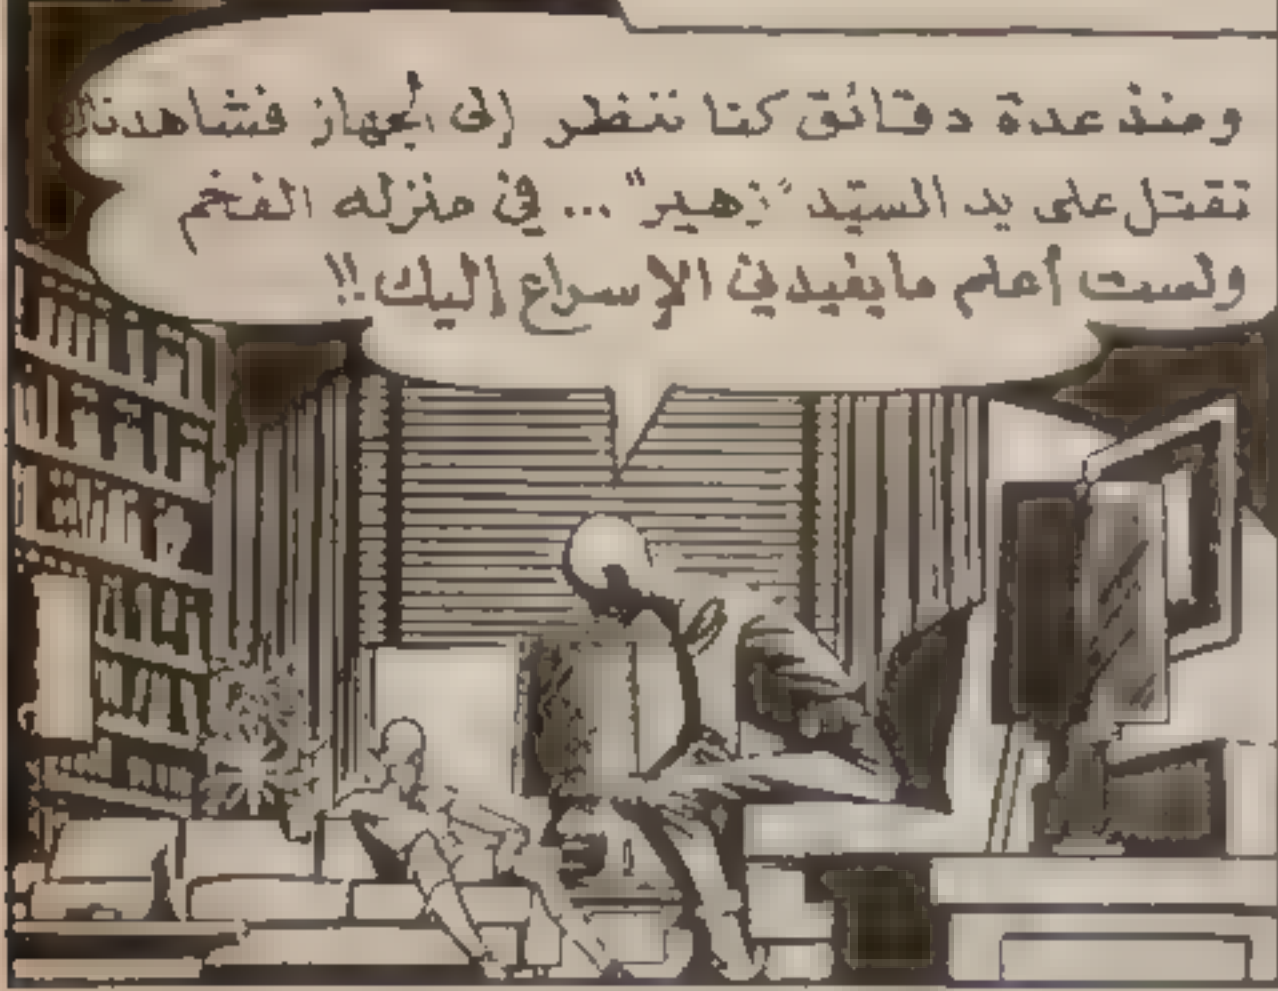 ومنذ عدة دقائق كنا ننظر إلى الجهاز فشاهدناك
تقتل على يد السيّد "زهير" ... في منزله الفخم
ولست أعلم ما يفيدني الإسراع إليك !!